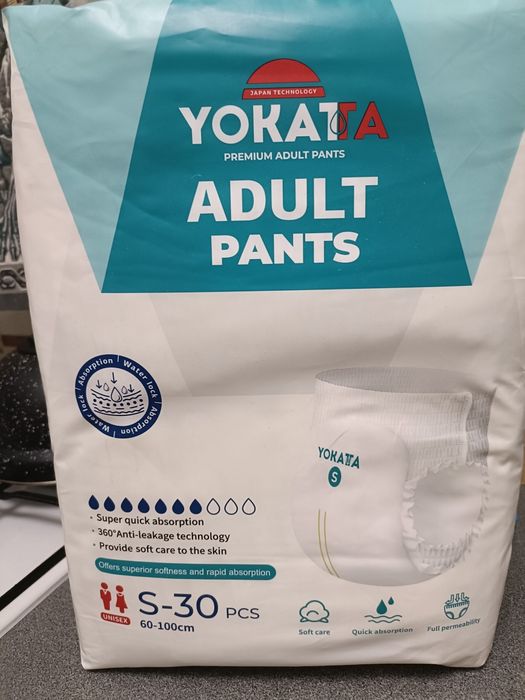 JAPAN TECHNOLOGY
YOKATTA
PREMIUM ADULT PANTS
ADULT
PANTS
Absorption | Water lock | Absorption | Water lock |
YOKATTA
S
Super quick absorption
360°Anti-leakage technology
Provide soft care to the skin
Offers superior softness and rapid absorption
UNISEX
S-30 PCS
60-100cm
Soft care
Quick absorption
Full permeability